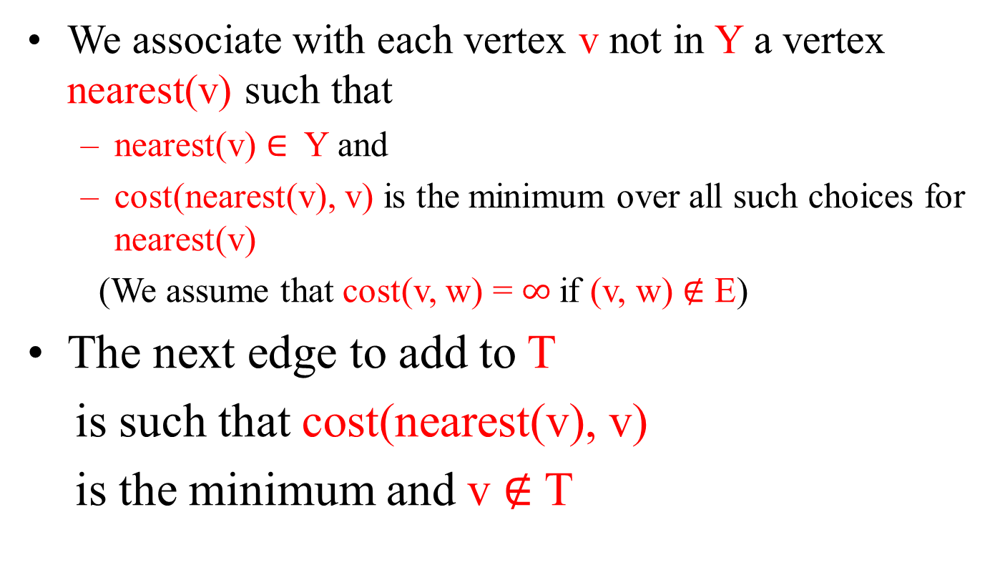 • We associate with each vertex v not in Y a vertex
nearest(v) such that
– nearest(v) ∈ Y and
– cost(nearest(v), v) is the minimum over all such choices for
nearest(v)
(We assume that cost(v, w) = ∞ if (v, w) ∉ E)
• The next edge to add to T
is such that cost(nearest(v), v)
is the minimum and v ∉ T